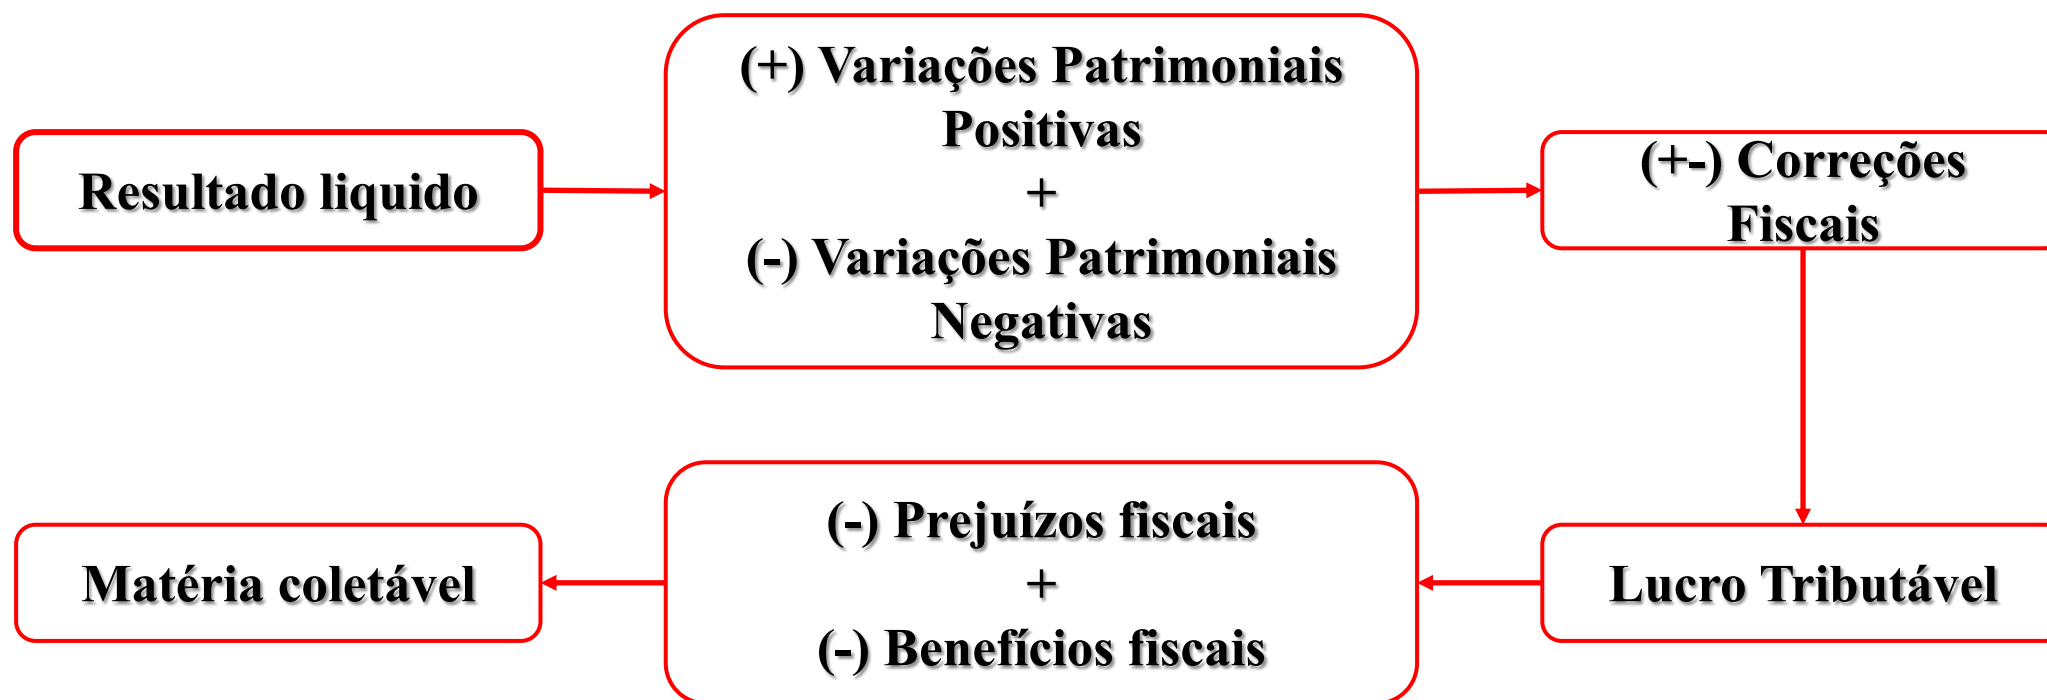 Resultado liquido
(+) Variações Patrimoniais
Positivas
+
(-) Variações Patrimoniais
Negativas
(+-) Correções
Fiscais
Lucro Tributável
(-) Prejuízos fiscais
+
(-) Benefícios fiscais
Matéria coletável